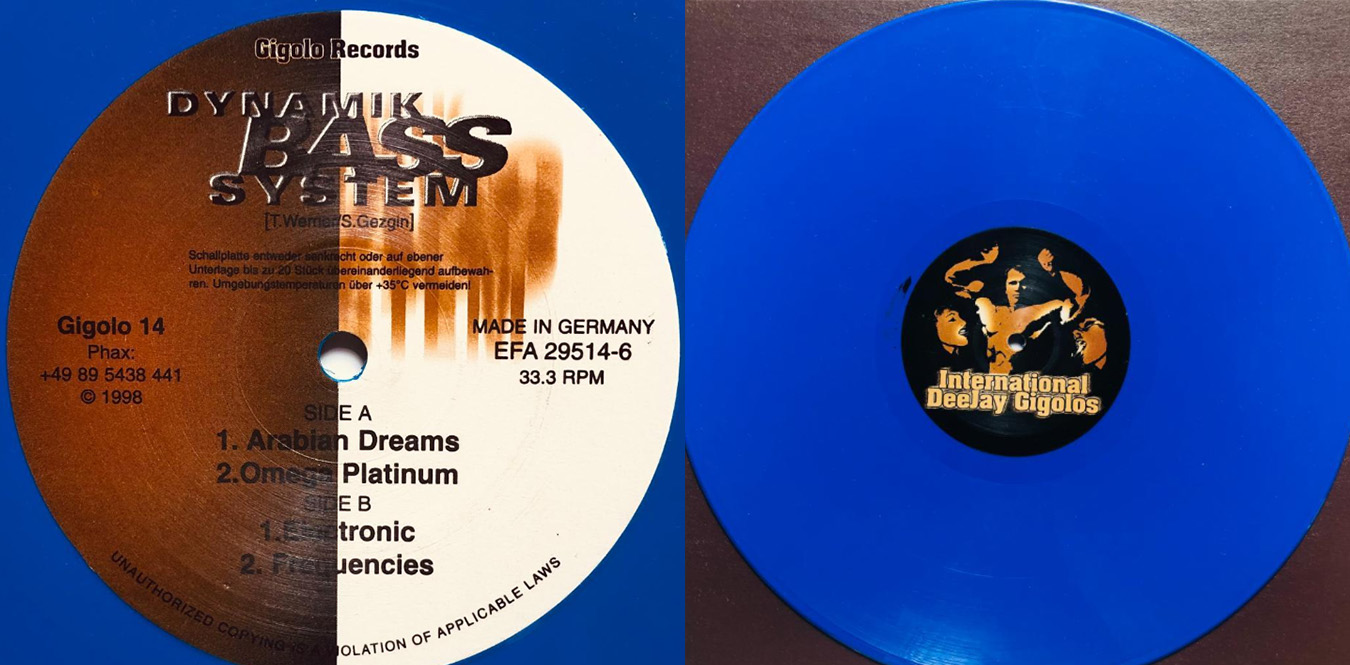 Gigolo Records
DYNAMIK
BASS
SYSTEM
[T.Werner/S.Gezgin]
Schallplatte entweder senkrecht oder auf ebener
Unterlage bis zu 20 Stück übereinanderliegend aufbewah-
ren. Umgebungstemperaturen über +35°C vermeiden!
Gigolo 14
Phax:
+49 89 5438 441
© 1998
MADE IN GERMANY
EFA 29514-6
33.3 RPM
SIDE A
1. Arabian Dreams
2.Omega Platinum
SIDE B
1.Electronic
2. Frequencies
UNAUTHORIZED COPYING IS A VIOLATION OF APPLICABLE LAWS
International
DeeJay Gigolos